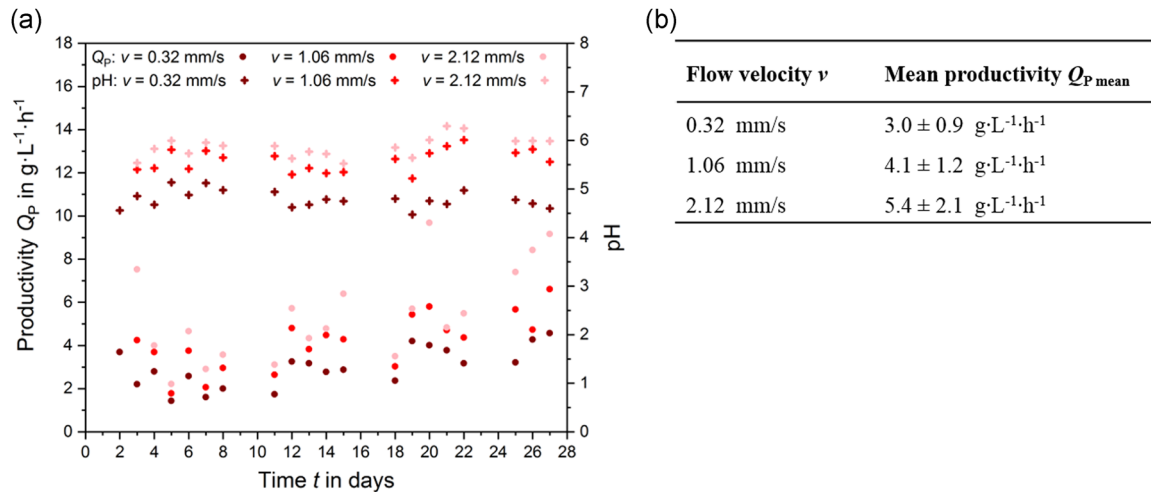 (a)
18
16
14
12
10
8
6
4
2
0
Productivity Q_P in g·L⁻¹·h⁻¹
Q_P: v = 0.32 mm/s v = 1.06 mm/s v = 2.12 mm/s
pH: v = 0.32 mm/s v = 1.06 mm/s v = 2.12 mm/s
8
7
6
5
4
3
2
1
0
pH
0 2 4 6 8 10 12 14 16 18 20 22 24 26 28
Time t in days
(b)
Flow velocity v Mean productivity Q_P mean
0.32 mm/s 3.0 ± 0.9 g·L⁻¹·h⁻¹
1.06 mm/s 4.1 ± 1.2 g·L⁻¹·h⁻¹
2.12 mm/s 5.4 ± 2.1 g·L⁻¹·h⁻¹